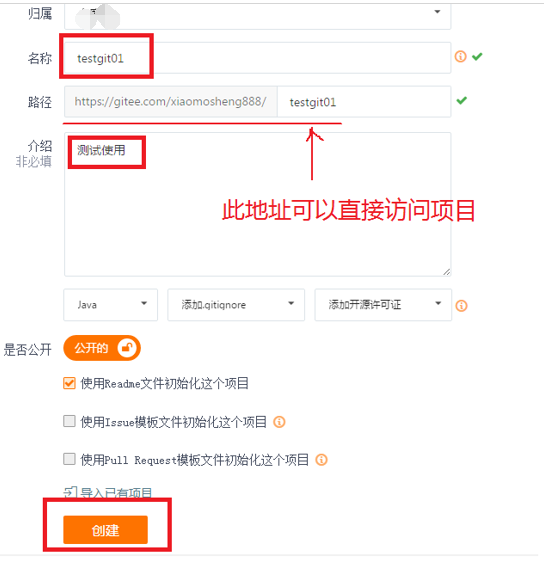 归属
名称
testgit01
路径
https://gitee.com/xiaomosheng888/
testgit01
介绍
非必填
测试使用
此地址可以直接访问项目
Java
添加.gitignore
添加开源许可证
是否公开
公开的
使用Readme文件初始化这个项目
使用Issue模板文件初始化这个项目
使用Pull Request模板文件初始化这个项目
导入已有项目
创建